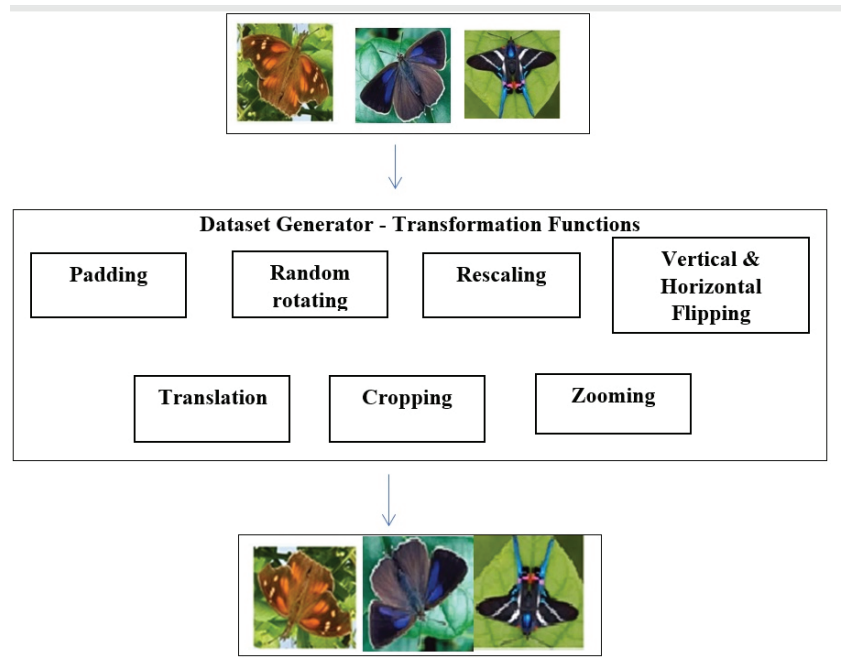 Dataset Generator - Transformation Functions
Padding
Random
rotating
Rescaling
Vertical &
Horizontal
Flipping
Translation
Cropping
Zooming